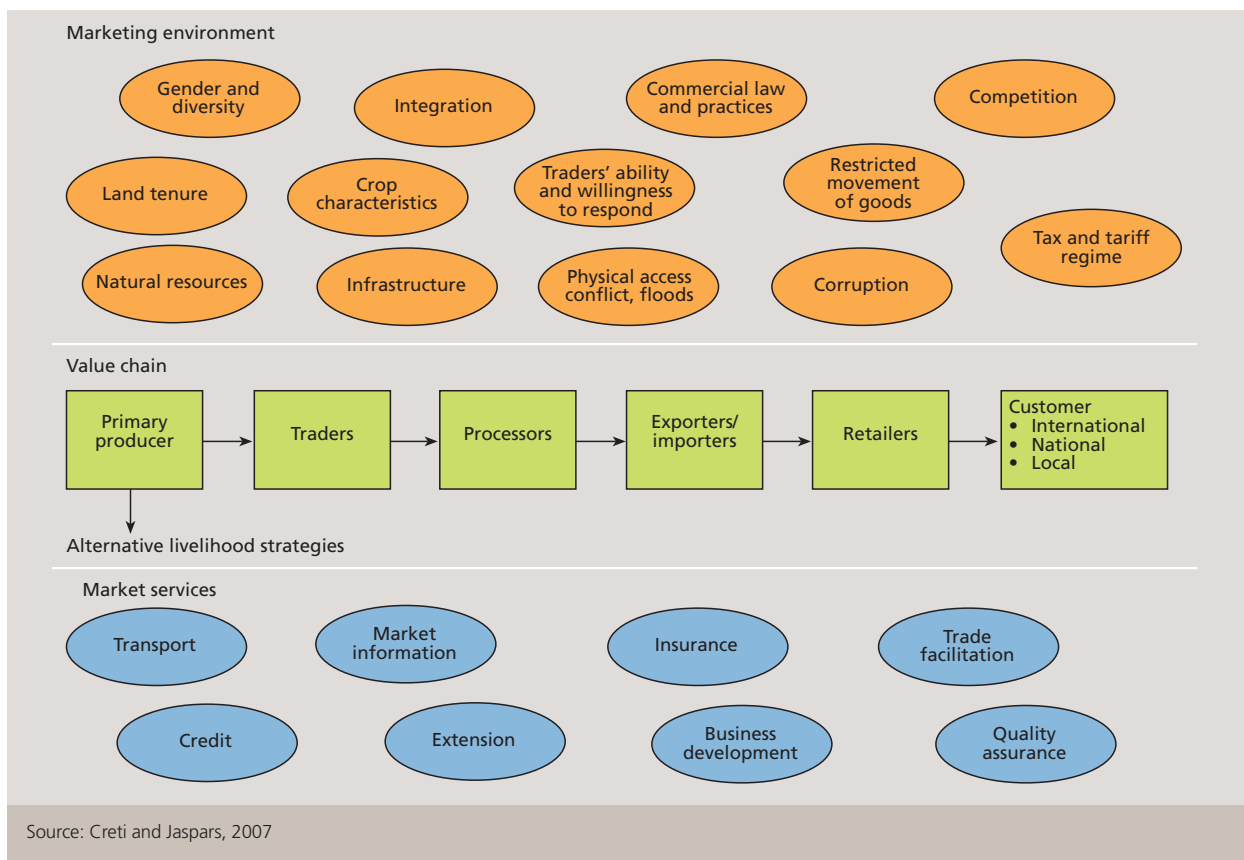 Marketing environment
Gender and
diversity
Integration
Commercial law
and practices
Competition
Land tenure
Crop
characteristics
Traders’ ability
and willingness
to respond
Restricted
movement
of goods
Tax and tariff
regime
Natural resources
Infrastructure
Physical access
conflict, floods
Corruption
Value chain
Primary
producer
Traders
Processors
Exporters/
importers
Retailers
Customer
• International
• National
• Local
Alternative livelihood strategies
Market services
Transport
Market
information
Insurance
Trade
facilitation
Credit
Extension
Business
development
Quality
assurance
Source: Creti and Jaspars, 2007